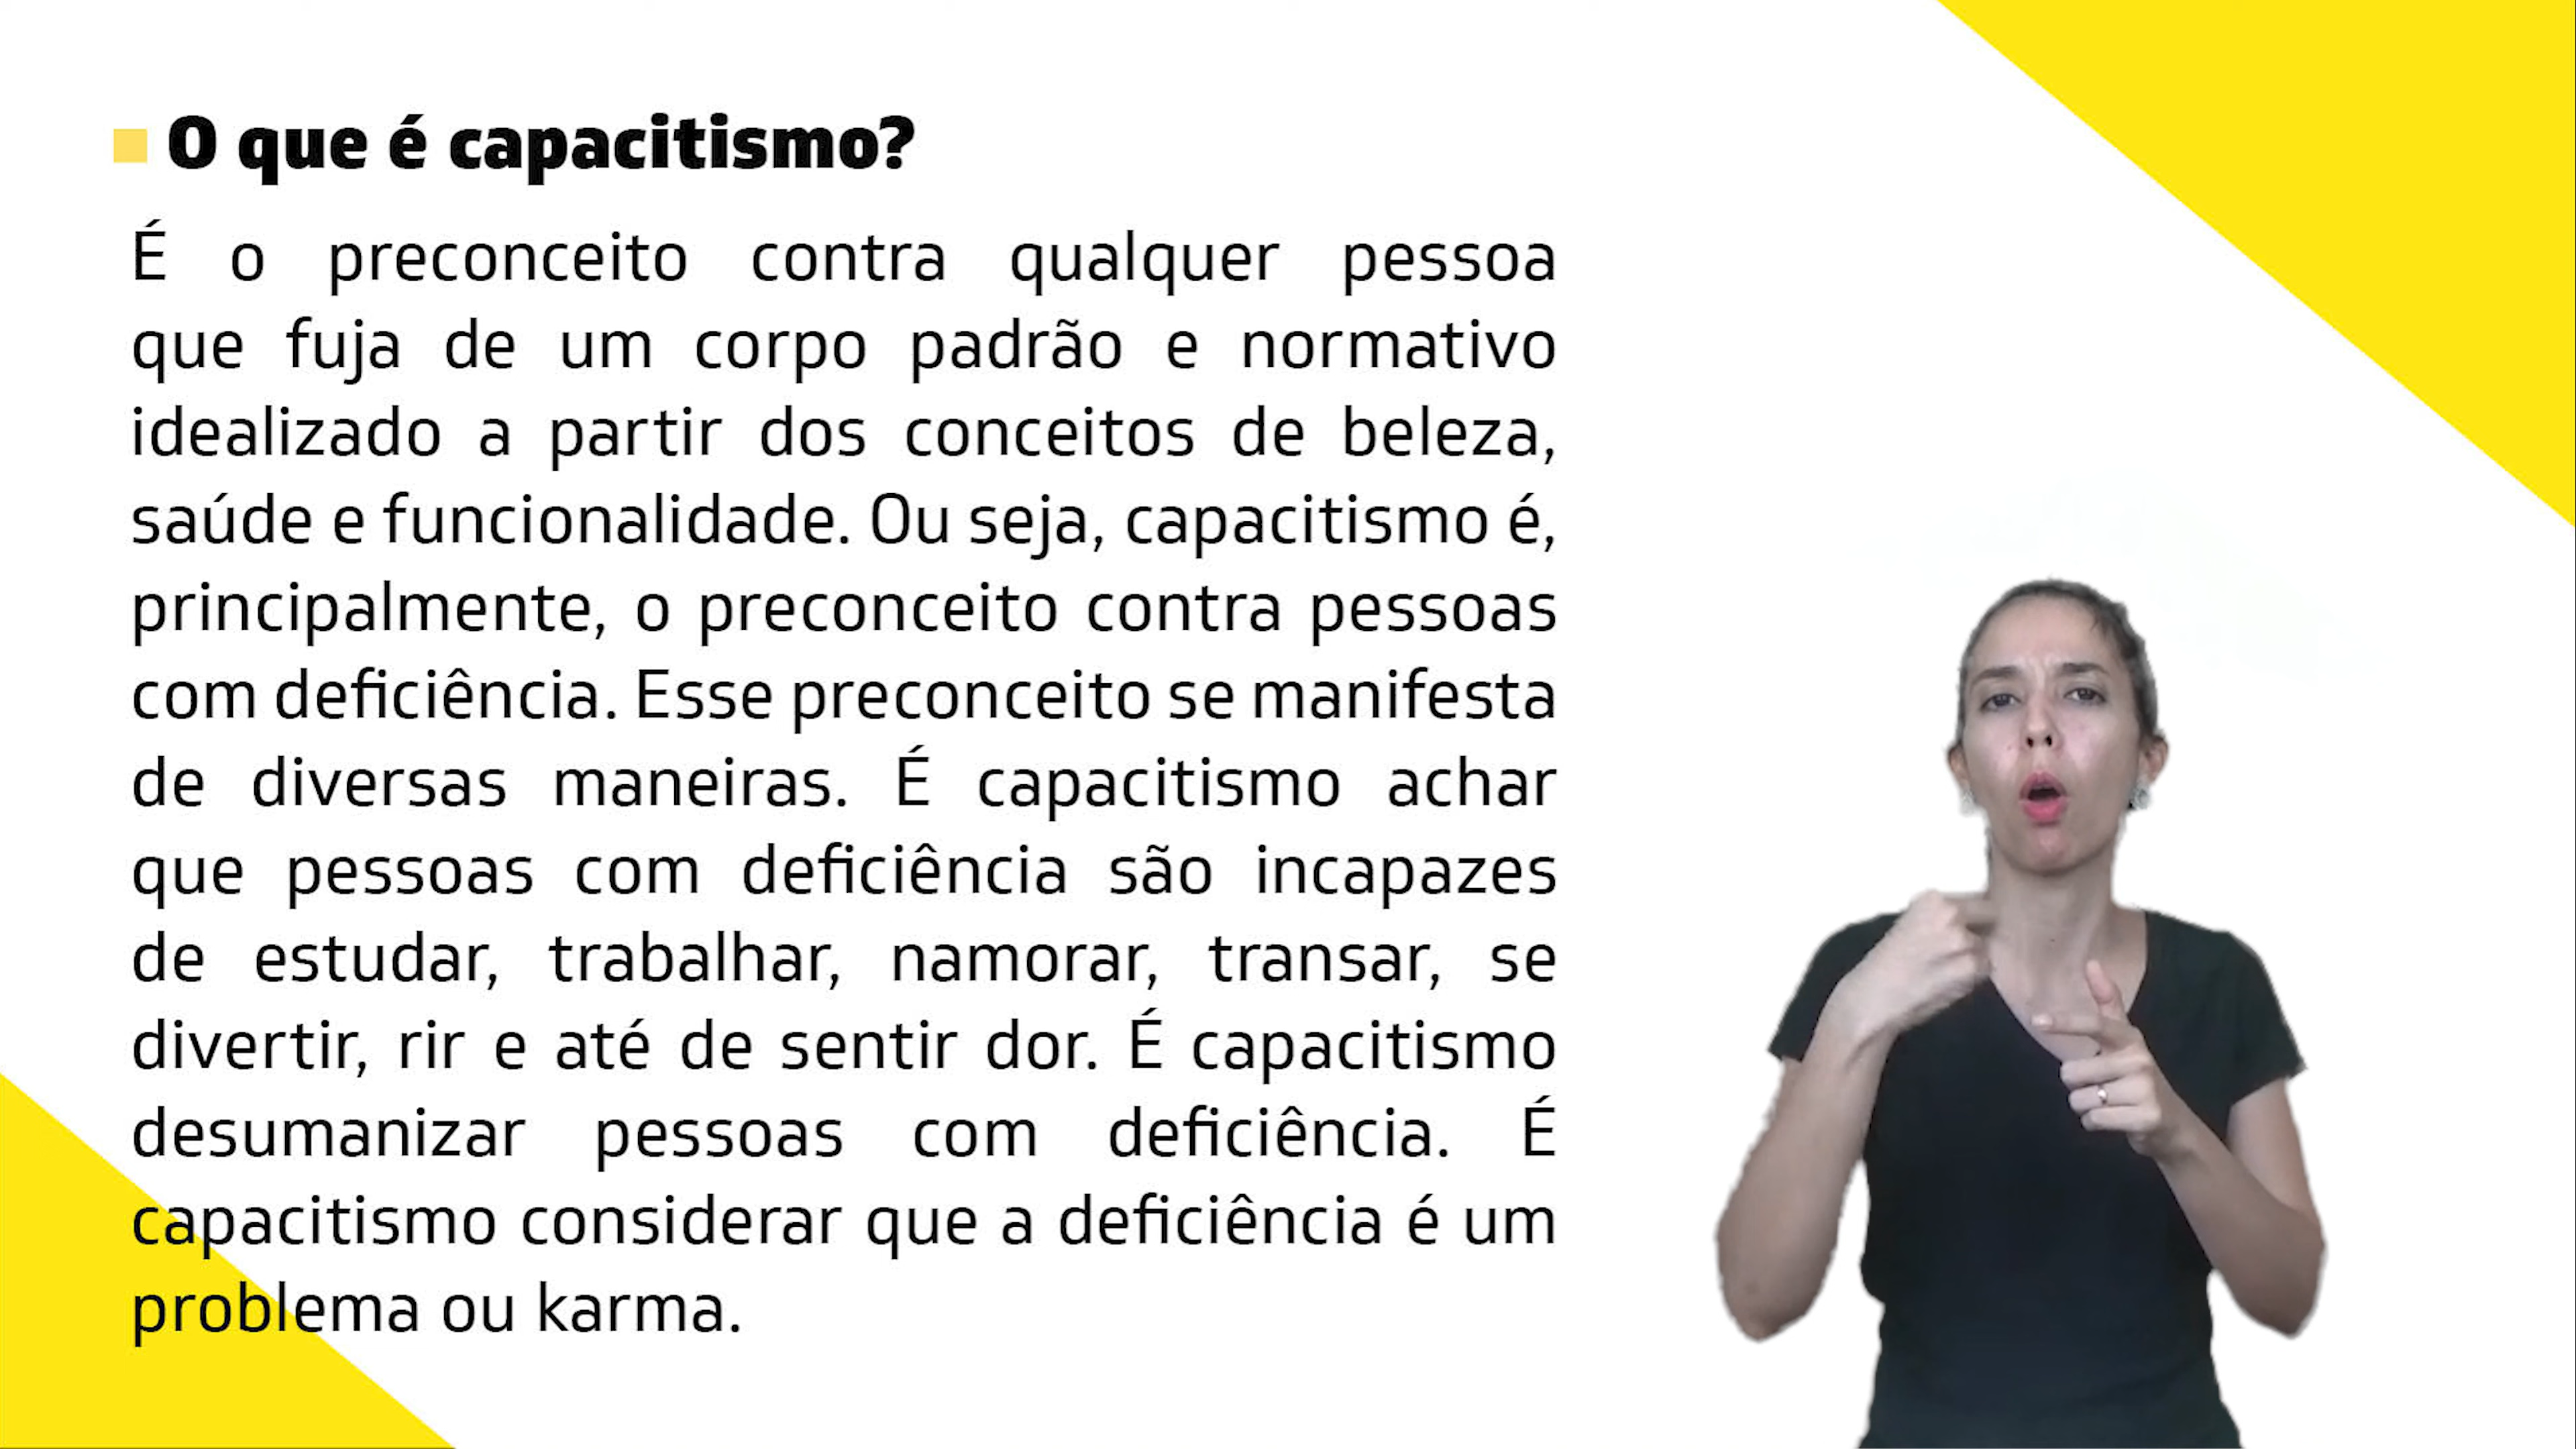 O que é capacitismo?
É o preconceito contra qualquer pessoa
que fuja de um corpo padrão e normativo
idealizado a partir dos conceitos de beleza,
saúde e funcionalidade. Ou seja, capacitismo é,
principalmente, o preconceito contra pessoas
com deficiência. Esse preconceito se manifesta
de diversas maneiras. É capacitismo achar
que pessoas com deficiência são incapazes
de estudar, trabalhar, namorar, transar, se
divertir, rir e até de sentir dor. É capacitismo
desumanizar pessoas com deficiência. É
capacitismo considerar que a deficiência é um
problema ou karma.